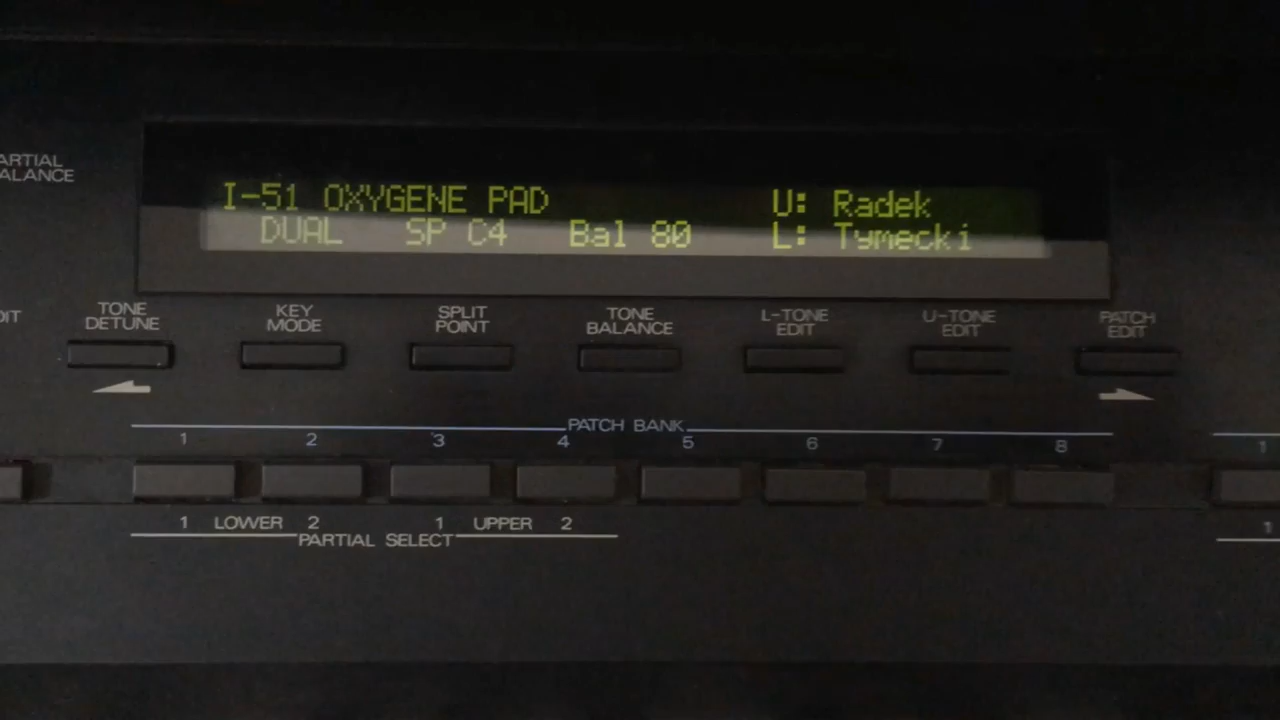 ARTIAL
ALANCE
I-51 OXYGENE PAD U: Radek
DUAL SP C4 Bal 80 L: Tymecki
DIT
TONE DETUNE
KEY MODE
SPLIT POINT
TONE BALANCE
L-TONE EDIT
U-TONE EDIT
PATCH EDIT
PATCH BANK
1 2 3 4 5 6 7 8 1
1 LOWER 2 1 UPPER 2 1
PARTIAL SELECT